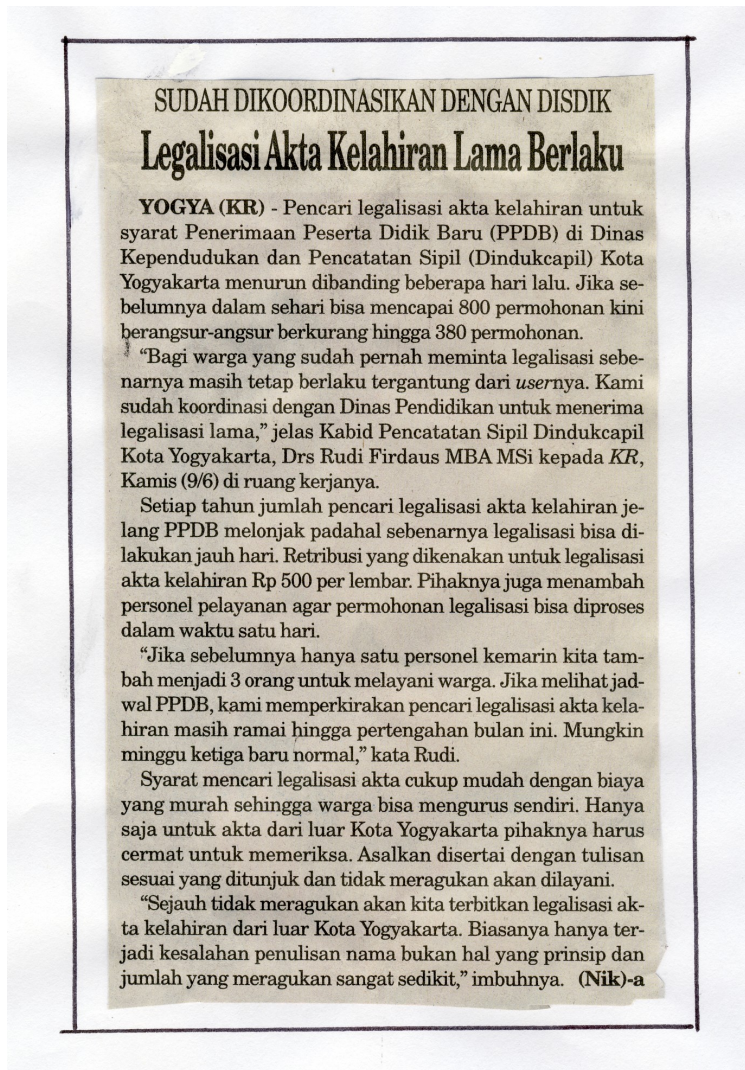 SUDAH DIKOORDINASIKAN DENGAN DISDIK
Legalisasi Akta Kelahiran Lama Berlaku
YOGYA (KR) - Pencari legalisasi akta kelahiran untuk
syarat Penerimaan Peserta Didik Baru (PPDB) di Dinas
Kependudukan dan Pencatatan Sipil (Dindukcapil) Kota
Yogyakarta menurun dibanding beberapa hari lalu. Jika se-
belumnya dalam sehari bisa mencapai 800 permohonan kini
berangsur-angsur berkurang hingga 380 permohonan.
“Bagi warga yang sudah pernah meminta legalisasi sebe-
narnya masih tetap berlaku tergantung dari usernya. Kami
sudah koordinasi dengan Dinas Pendidikan untuk menerima
legalisasi lama,” jelas Kabid Pencatatan Sipil Dindukcapil
Kota Yogyakarta, Drs Rudi Firdaus MBA MSi kepada KR,
Kamis (9/6) di ruang kerjanya.
Setiap tahun jumlah pencari legalisasi akta kelahiran je-
lang PPDB melonjak padahal sebenarnya legalisasi bisa di-
lakukan jauh hari. Retribusi yang dikenakan untuk legalisasi
akta kelahiran Rp 500 per lembar. Pihaknya juga menambah
personel pelayanan agar permohonan legalisasi bisa diproses
dalam waktu satu hari.
“Jika sebelumnya hanya satu personel kemarin kita tam-
bah menjadi 3 orang untuk melayani warga. Jika melihat jad-
wal PPDB, kami memperkirakan pencari legalisasi akta kela-
hiran masih ramai hingga pertengahan bulan ini. Mungkin
minggu ketiga baru normal,” kata Rudi.
Syarat mencari legalisasi akta cukup mudah dengan biaya
yang murah sehingga warga bisa mengurus sendiri. Hanya
saja untuk akta dari luar Kota Yogyakarta pihaknya harus
cermat untuk memeriksa. Asalkan disertai dengan tulisan
sesuai yang ditunjuk dan tidak meragukan akan dilayani.
“Sejauh tidak meragukan akan kita terbitkan legalisasi ak-
ta kelahiran dari luar Kota Yogyakarta. Biasanya hanya ter-
jadi kesalahan penulisan nama bukan hal yang prinsip dan
jumlah yang meragukan sangat sedikit,” imbuhnya. (Nik)-a